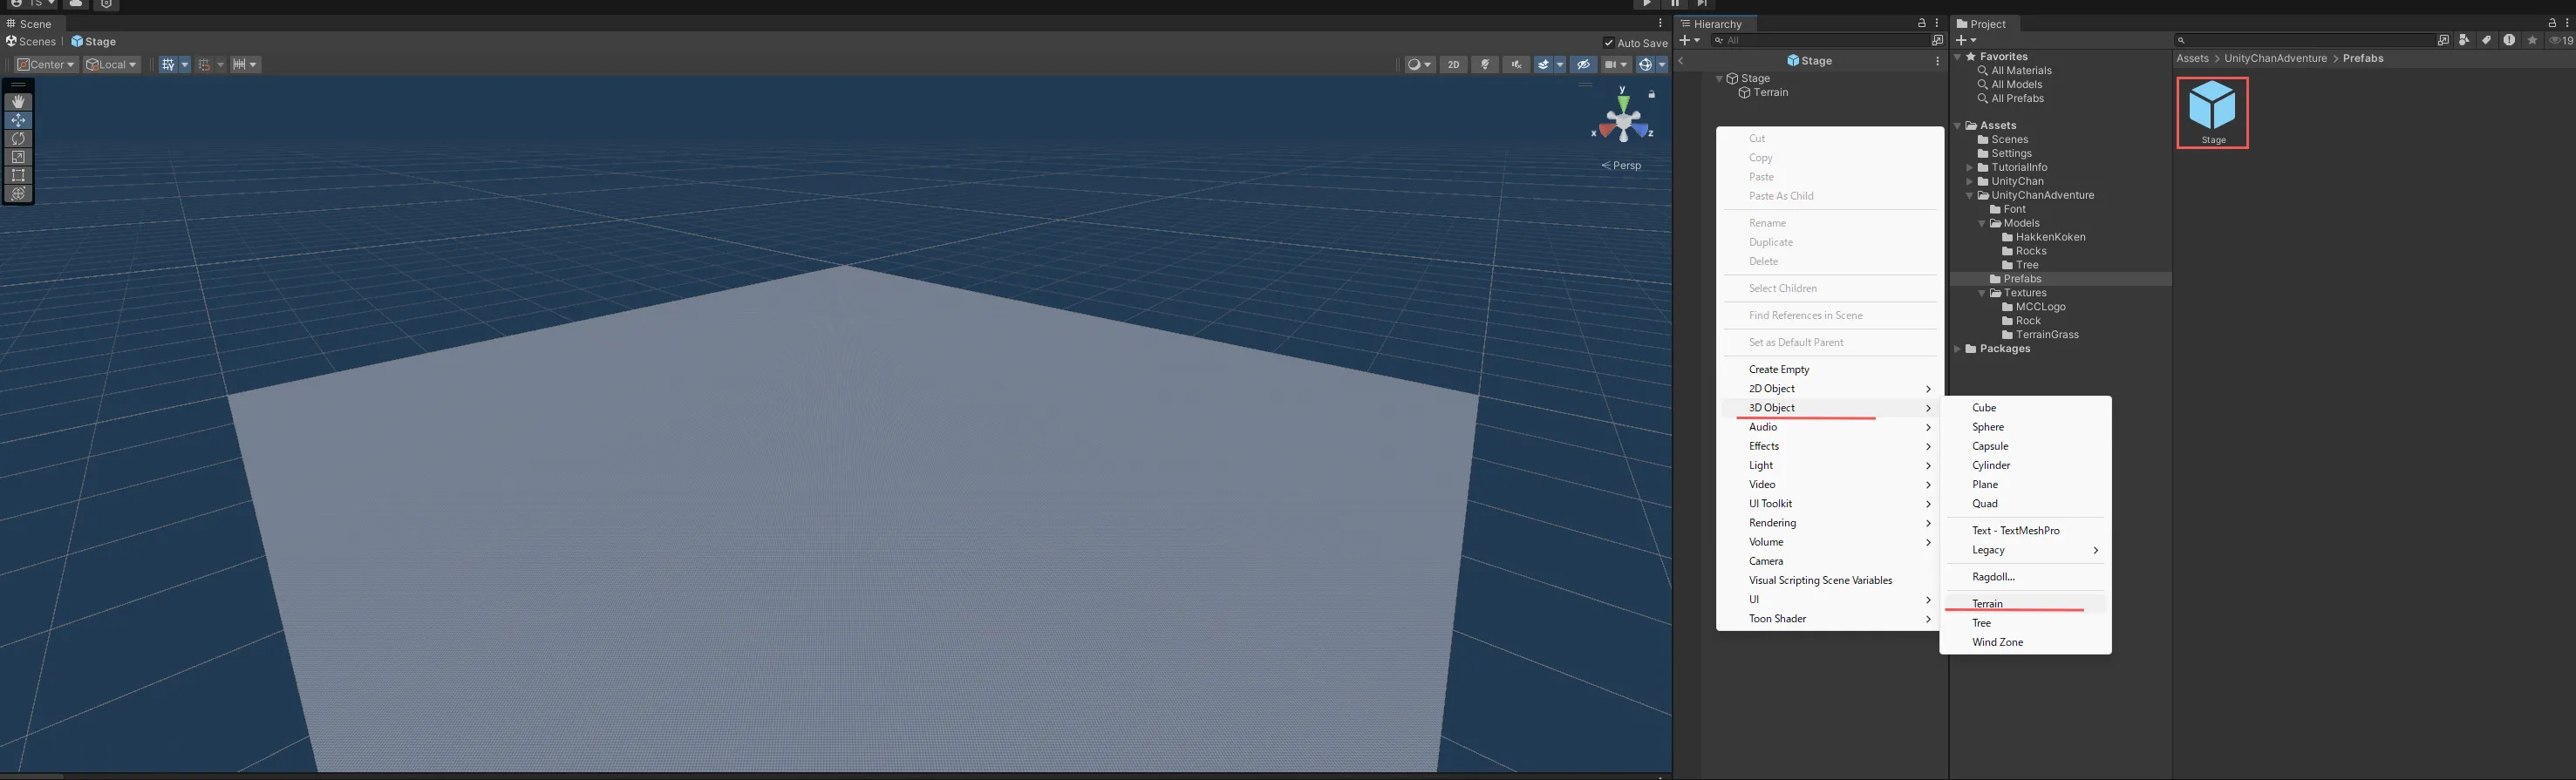 TS
Scene
Scenes | Stage
Auto Save
Center
Local
2D
y
x
z
Persp
Hierarchy
All
Stage
Stage
Terrain
Cut
Copy
Paste
Paste As Child
Rename
Duplicate
Delete
Select Children
Find References in Scene
Set as Default Parent
Create Empty
2D Object
3D Object
Audio
Effects
Light
Video
UI Toolkit
Rendering
Volume
Camera
Visual Scripting Scene Variables
UI
Toon Shader
Cube
Sphere
Capsule
Cylinder
Plane
Quad
Text - TextMeshPro
Legacy
Ragdoll...
Terrain
Tree
Wind Zone
Project
19
Favorites
All Materials
All Models
All Prefabs
Assets
Scenes
Settings
TutorialInfo
UnityChan
UnityChanAdventure
Font
Models
HakkenKoken
Rocks
Tree
Prefabs
Textures
MCCLogo
Rock
TerrainGrass
Packages
Assets > UnityChanAdventure > Prefabs
Stage